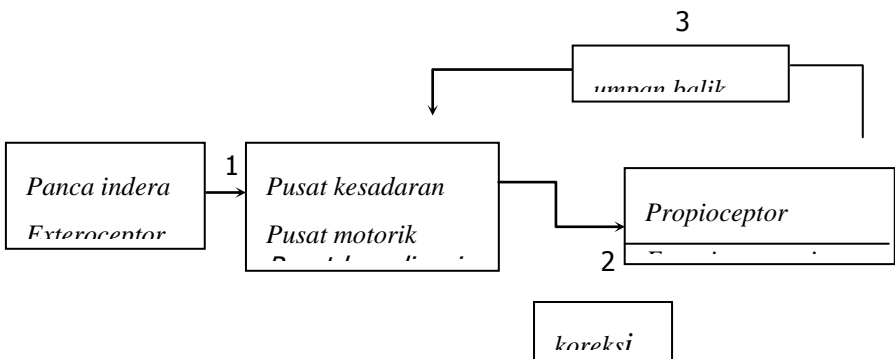 3
umpan balik
1
Panca indera
Exteroceptor
Pusat kesadaran
Pusat motorik
Propioceptor
2
koreksi